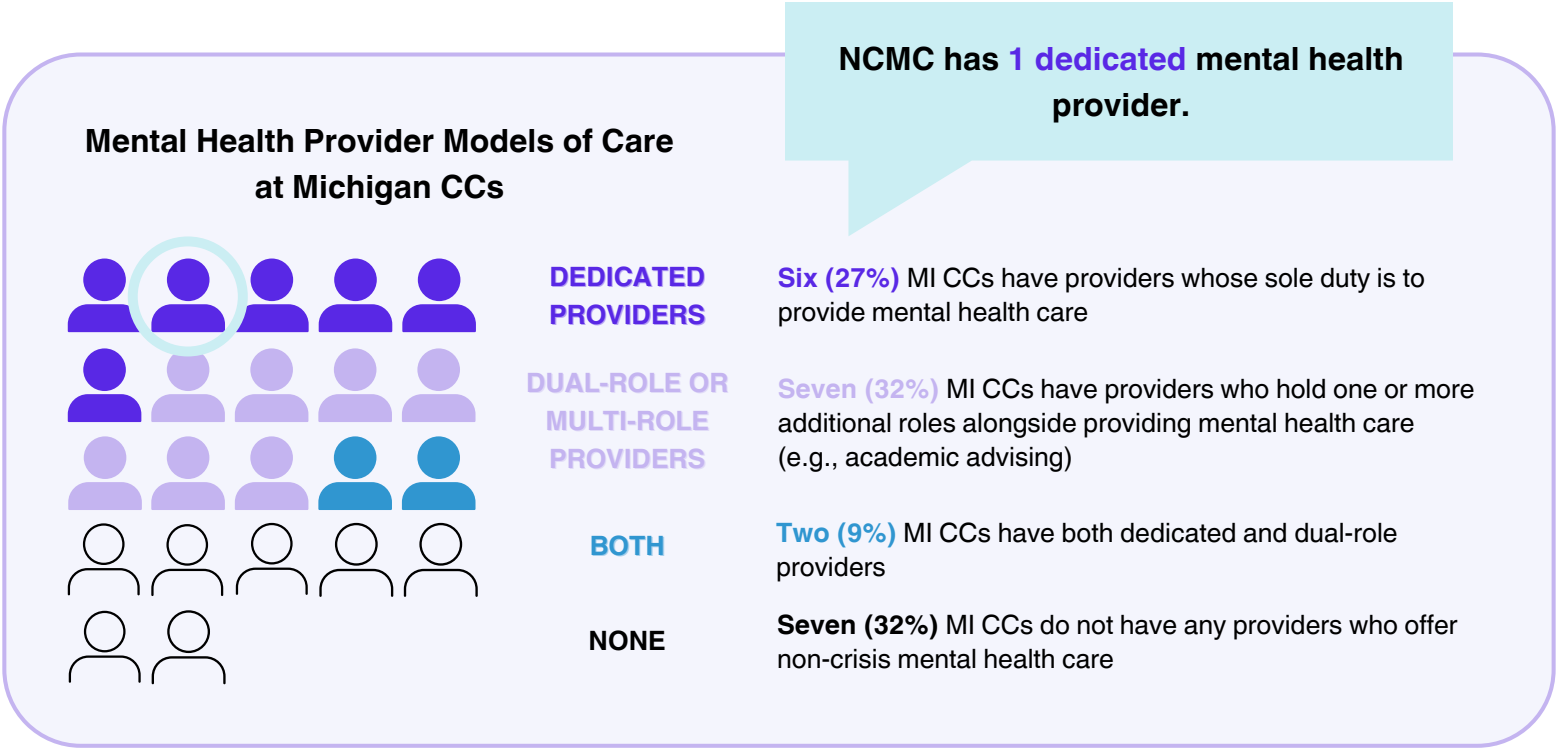 NCMC has 1 dedicated mental health
provider.
Mental Health Provider Models of Care
at Michigan CCs
DEDICATED
PROVIDERS
Six (27%) MI CCs have providers whose sole duty is to
provide mental health care
DUAL-ROLE OR
MULTI-ROLE
PROVIDERS
Seven (32%) MI CCs have providers who hold one or more
additional roles alongside providing mental health care
(e.g., academic advising)
BOTH
Two (9%) MI CCs have both dedicated and dual-role
providers
NONE
Seven (32%) MI CCs do not have any providers who offer
non-crisis mental health care